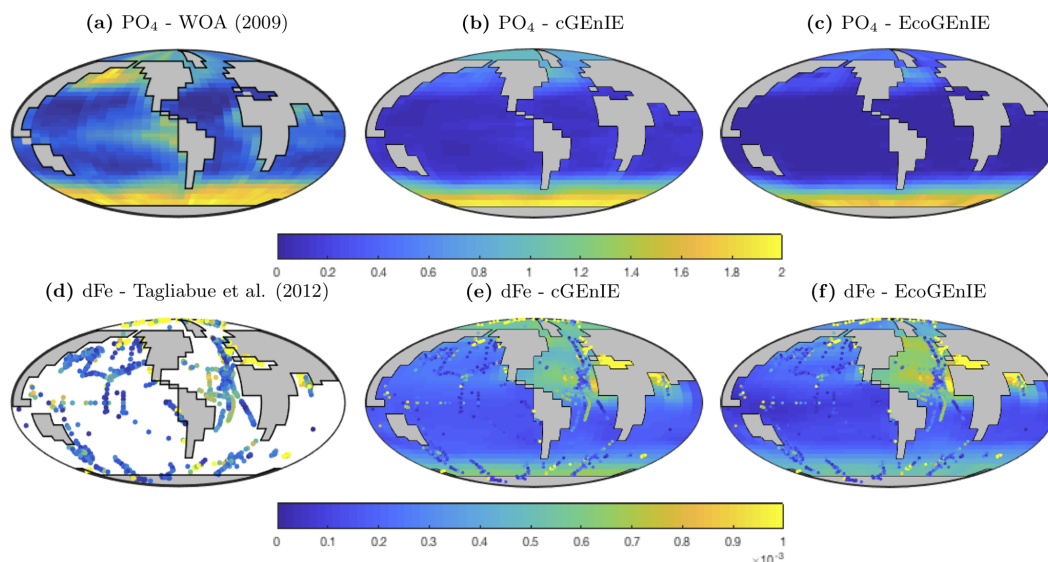 (a) PO₄ - WOA (2009) (b) PO₄ - cGEnIE (c) PO₄ - EcoGEnIE
0 0.2 0.4 0.6 0.8 1 1.2 1.4 1.6 1.8 2
(d) dFe - Tagliabue et al. (2012) (e) dFe - cGEnIE (f) dFe - EcoGEnIE
0 0.1 0.2 0.3 0.4 0.5 0.6 0.7 0.8 0.9 1
×10⁻³